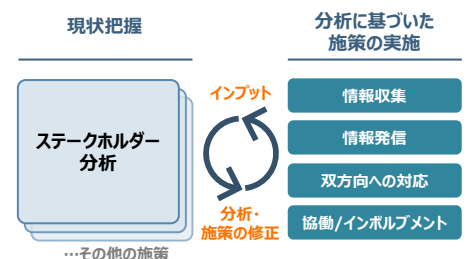 現状把握
分析に基づいた
施策の実施
ステークホルダー
分析
…その他の施策
インプット
分析・
施策の修正
情報収集
情報発信
双方向への対応
協働/インボルブメント